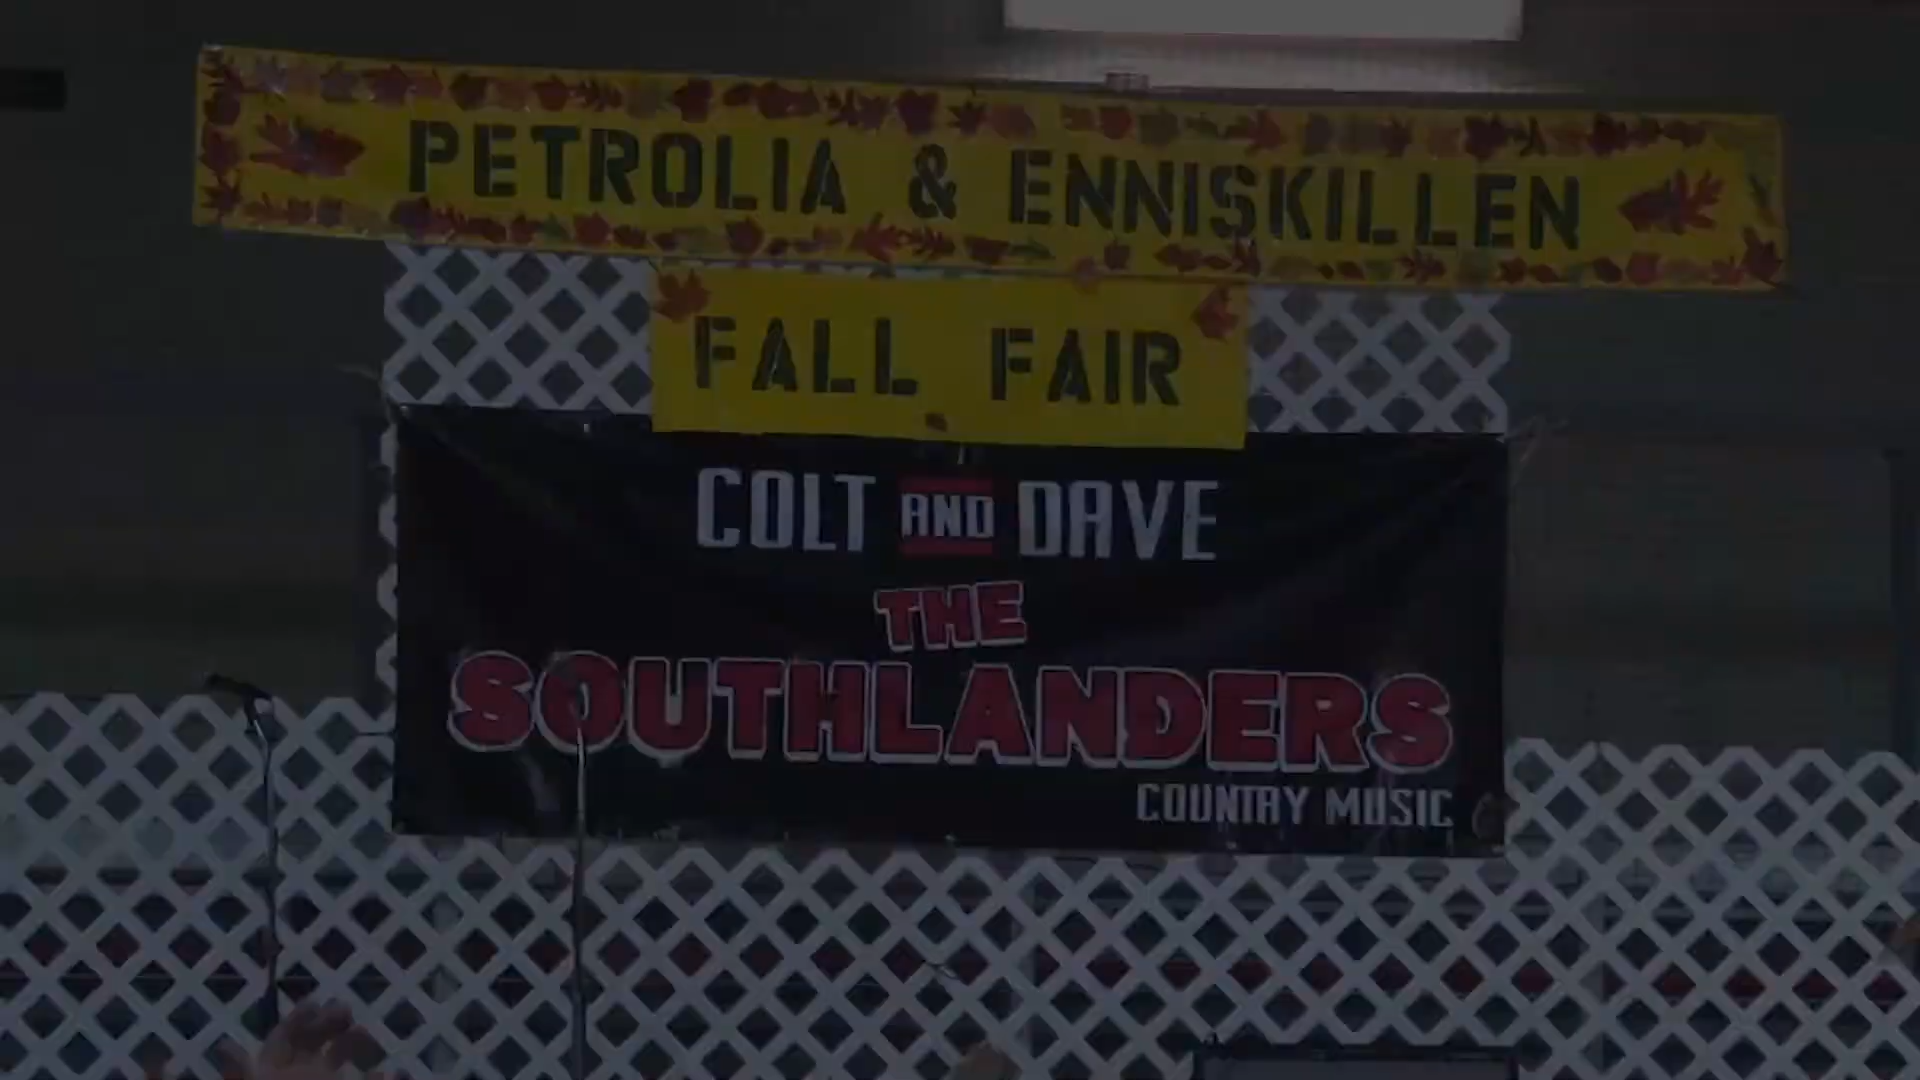 PETROLIA & ENNISKILLEN
FALL FAIR
COLT AND DAVE
THE
SOUTHLANDERS
COUNTRY MUSIC